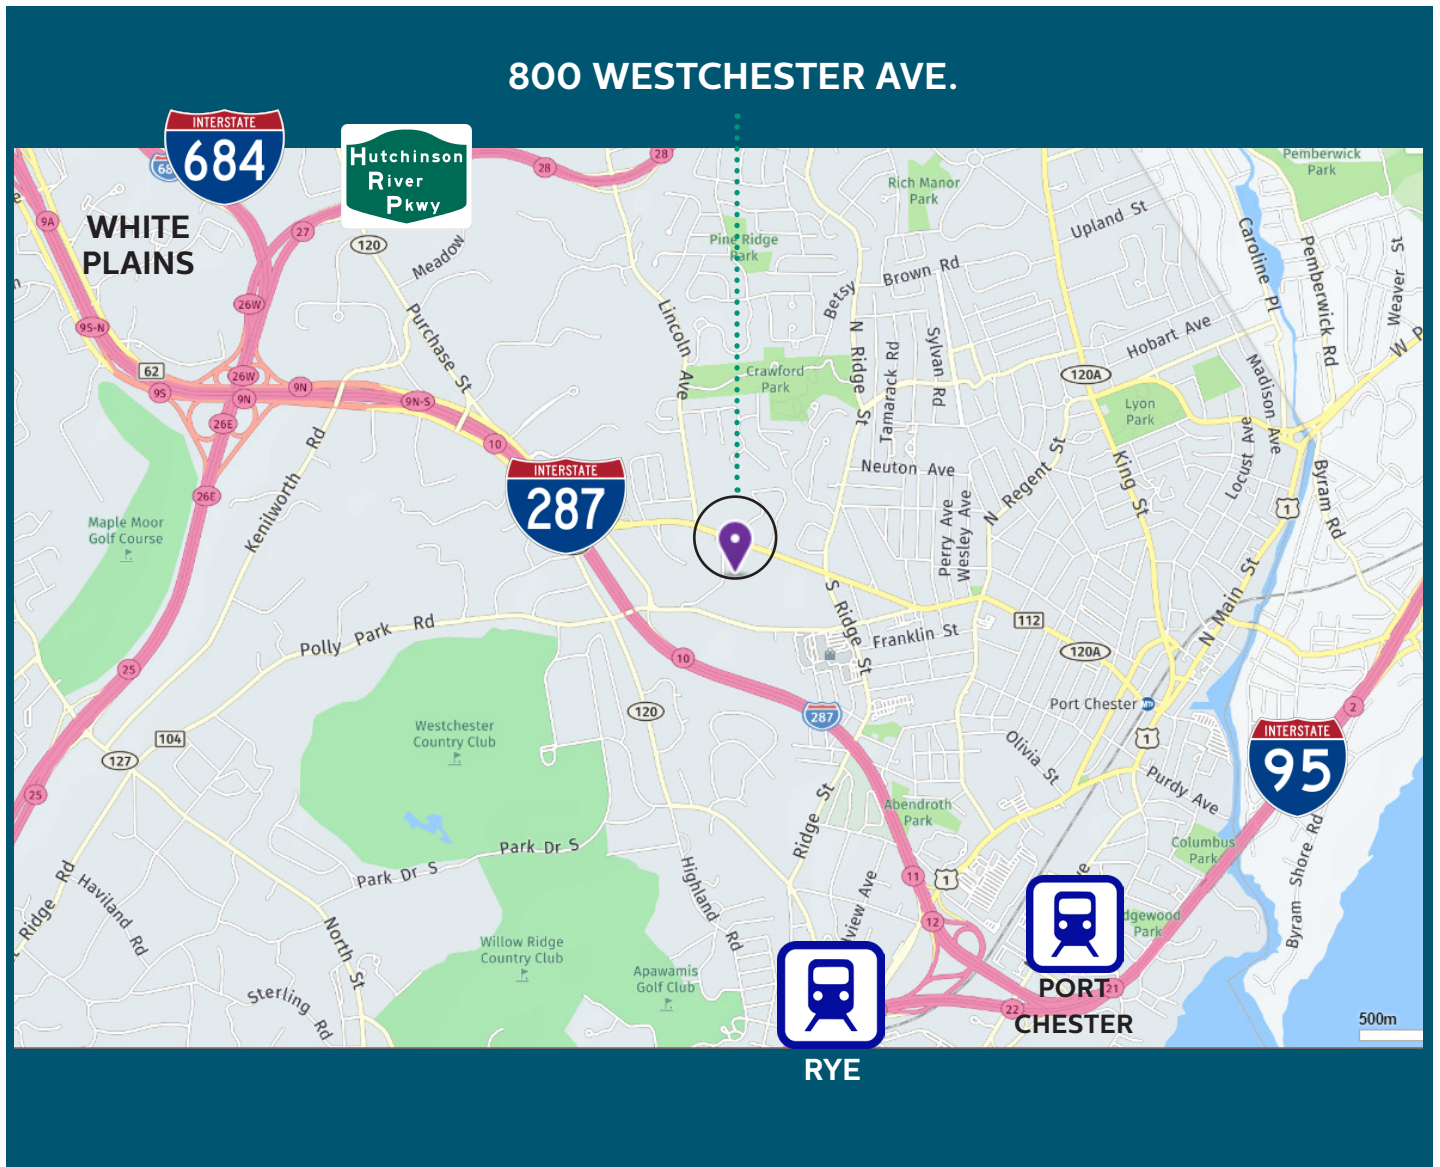 800 WESTCHESTER AVE.
INTERSTATE
684
Hutchinson
River
Pkwy
WHITE
PLAINS
68
9A
27
28
28
120
Meadow
26W
9S-N
62
9S
26W
9N
9N
26E
9N-S
10
26E
Purchase St
Lincoln Ave
Pine Ridge
Park
Rich Manor
Park
Pemberwick
Park
Upland St
Betsy
Brown Rd
Caroline Pl
Pemberwick Rd
Weaver St
W P
N Ridge St
Tamarack Rd
Sylvan Rd
Hobart Ave
Madison Ave
Crawford
Park
120A
Lyon
Park
Locust Ave
King St
N Regent St
Neuton Ave
Perry Ave
Wesley Ave
Byram Rd
1
INTERSTATE
287
Kenilworth Rd
Maple Moor
Golf Course
Polly Park Rd
S Ridge St
Franklin St
112
120A
N Main St
25
10
Port Chester
287
120
Westchester
Country Club
104
127
25
2
1
INTERSTATE
95
Olivia St
Purdy Ave
Abendroth
Park
Ridge St
Columbus
Park
Park Dr S
Park Dr S
Highland Rd
11
1
12
Byram Shore Rd
Ridge Rd
Haviland Rd
North St
Sterling Rd
Willow Ridge
Country Club
Apawamis
Golf Club
dgewood
Park
21
22
PORT
CHESTER
500m
RYE